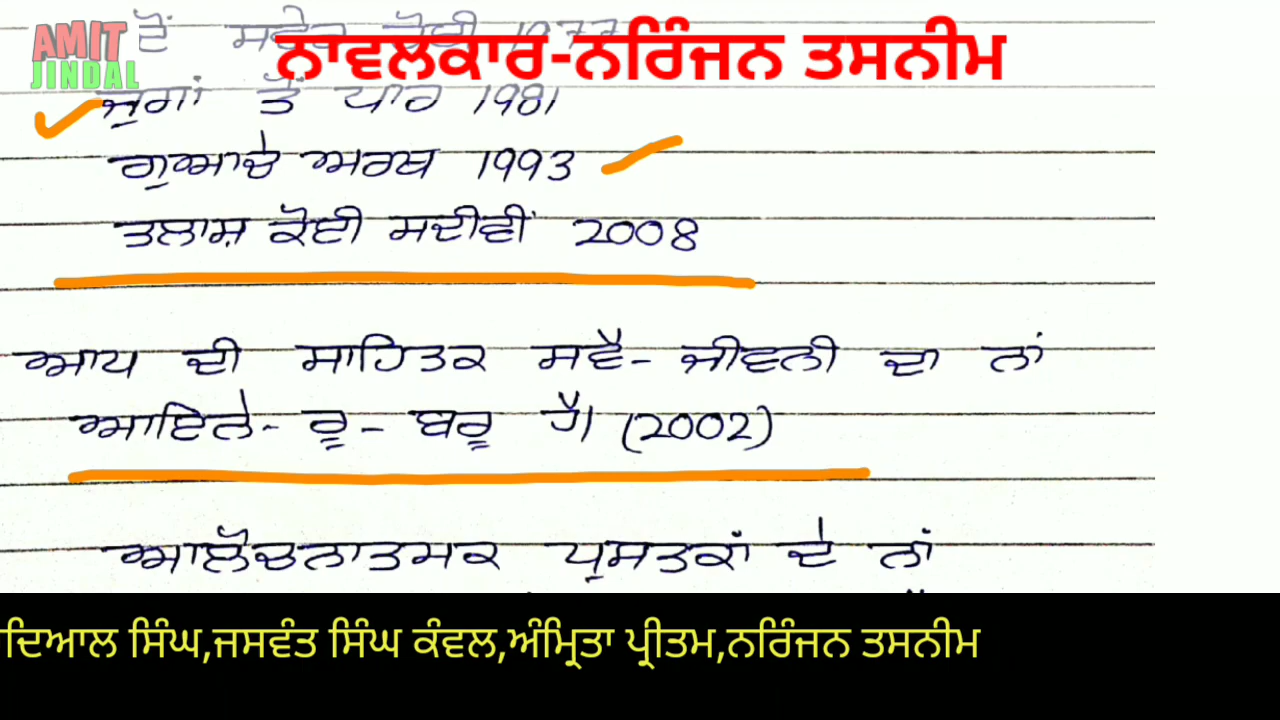 AMIT
JINDAL
ਨਾਵਲਕਾਰ-ਨਰਿੰਜਨ ਤਸਨੀਮ
1977
ਜੁਗਾਂ ਤੋਂ ਪਾਰ 1981
ਗੁਆਚੇ ਅਰਥ 1993
ਤਲਾਸ਼ ਕੋਈ ਸਦੀਵੀਂ 2008
ਆਪ ਦੀ ਸਾਹਿਤਕ ਸਵੈ-ਜੀਵਨੀ ਦਾ ਨਾਂ
ਆਇਨੇ-ਰੂ-ਬਰੂ ਹੈ। (2002)
ਆਲੋਚਨਾਤਮਕ ਪੁਸਤਕਾਂ ਦੇ ਨਾਂ
ਦਿਆਲ ਸਿੰਘ,ਜਸਵੰਤ ਸਿੰਘ ਕੰਵਲ,ਅੰਮ੍ਰਿਤਾ ਪ੍ਰੀਤਮ,ਨਰਿੰਜਨ ਤਸਨੀਮ